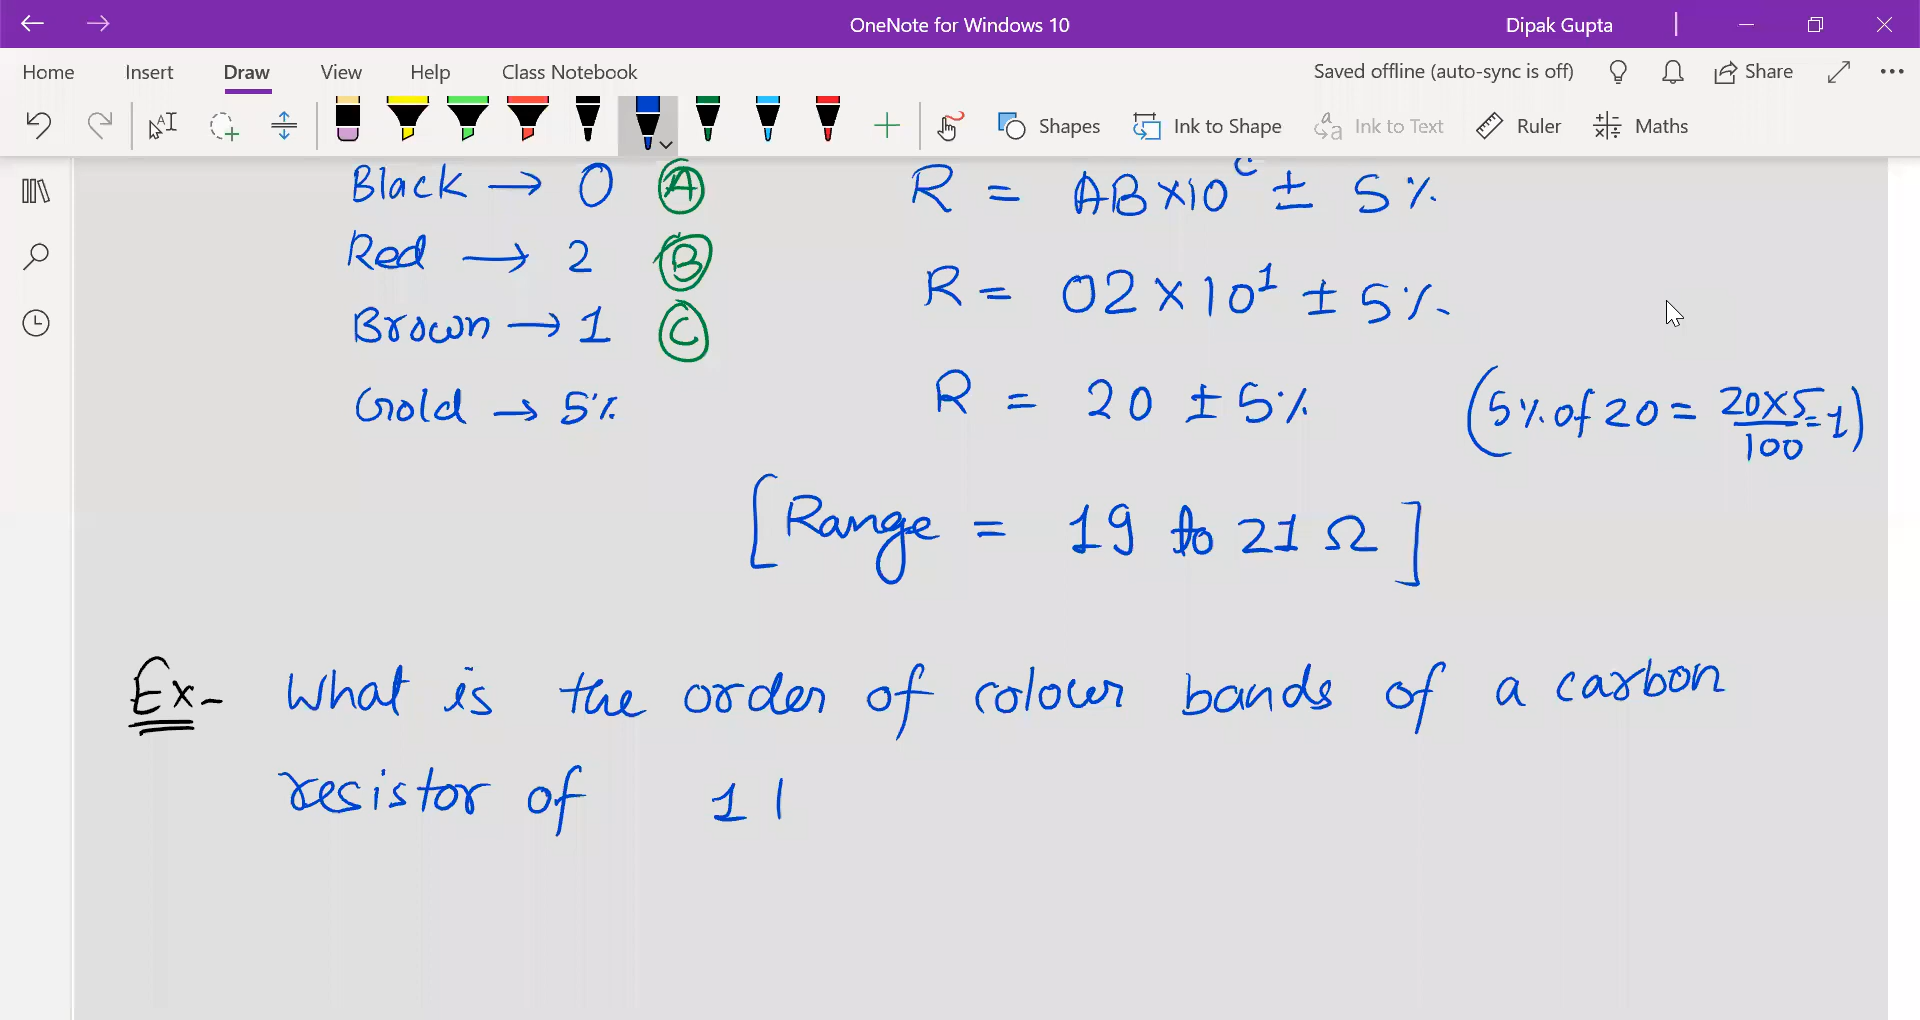 OneNote for Windows 10
Dipak Gupta
Home Insert Draw View Help Class Notebook
Saved offline (auto-sync is off) Share
Shapes Ink to Shape Ink to Text Ruler Maths
Black → 0 A
Red → 2 B
Brown → 1 C
Gold → 5%
R = AB×10^c ± 5%
R = 02×10^1 ± 5%
R = 20 ± 5% (5% of 20 = 20×5/100 = 1)
[Range = 19 to 21 Ω]
Ex- What is the order of colour bands of a carbon
resistor of 1 |